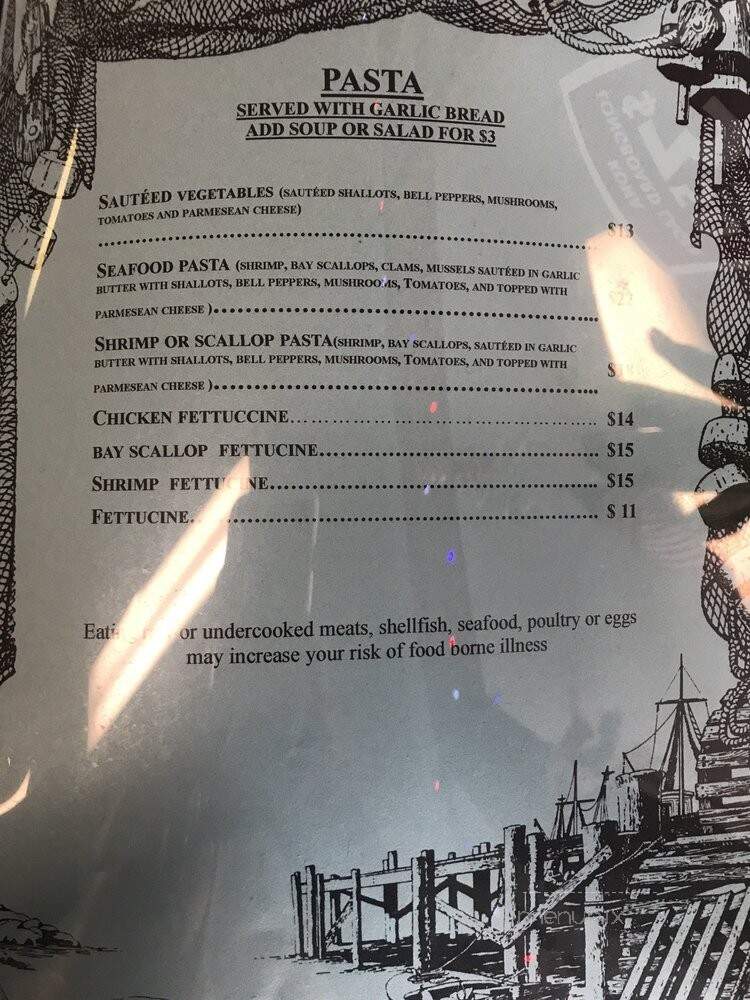 PASTA
SERVED WITH GARLIC BREAD
ADD SOUP OR SALAD FOR $3
SAUTÉED VEGETABLES (SAUTÉED SHALLOTS, BELL PEPPERS, MUSHROOMS,
TOMATOES AND PARMESEAN CHEESE)
$13
SEAFOOD PASTA (SHRIMP, BAY SCALLOPS, CLAMS, MUSSELS SAUTÉED IN GARLIC
BUTTER WITH SHALLOTS, BELL PEPPERS, MUSHROOMS, TOMATOES, AND TOPPED WITH
PARMESEAN CHEESE)
SHRIMP OR SCALLOP PASTA(SHRIMP, BAY SCALLOPS, SAUTÉED IN GARLIC
BUTTER WITH SHALLOTS, BELL PEPPERS, MUSHROOMS, TOMATOES, AND TOPPED WITH
PARMESEAN CHEESE)
CHICKEN FETTUCCINE $14
BAY SCALLOP FETTUCINE $15
SHRIMP FETTUCINE $15
FETTUCINE $ 11
Eating or undercooked meats, shellfish, seafood, poultry or eggs
may increase your risk of food borne illness